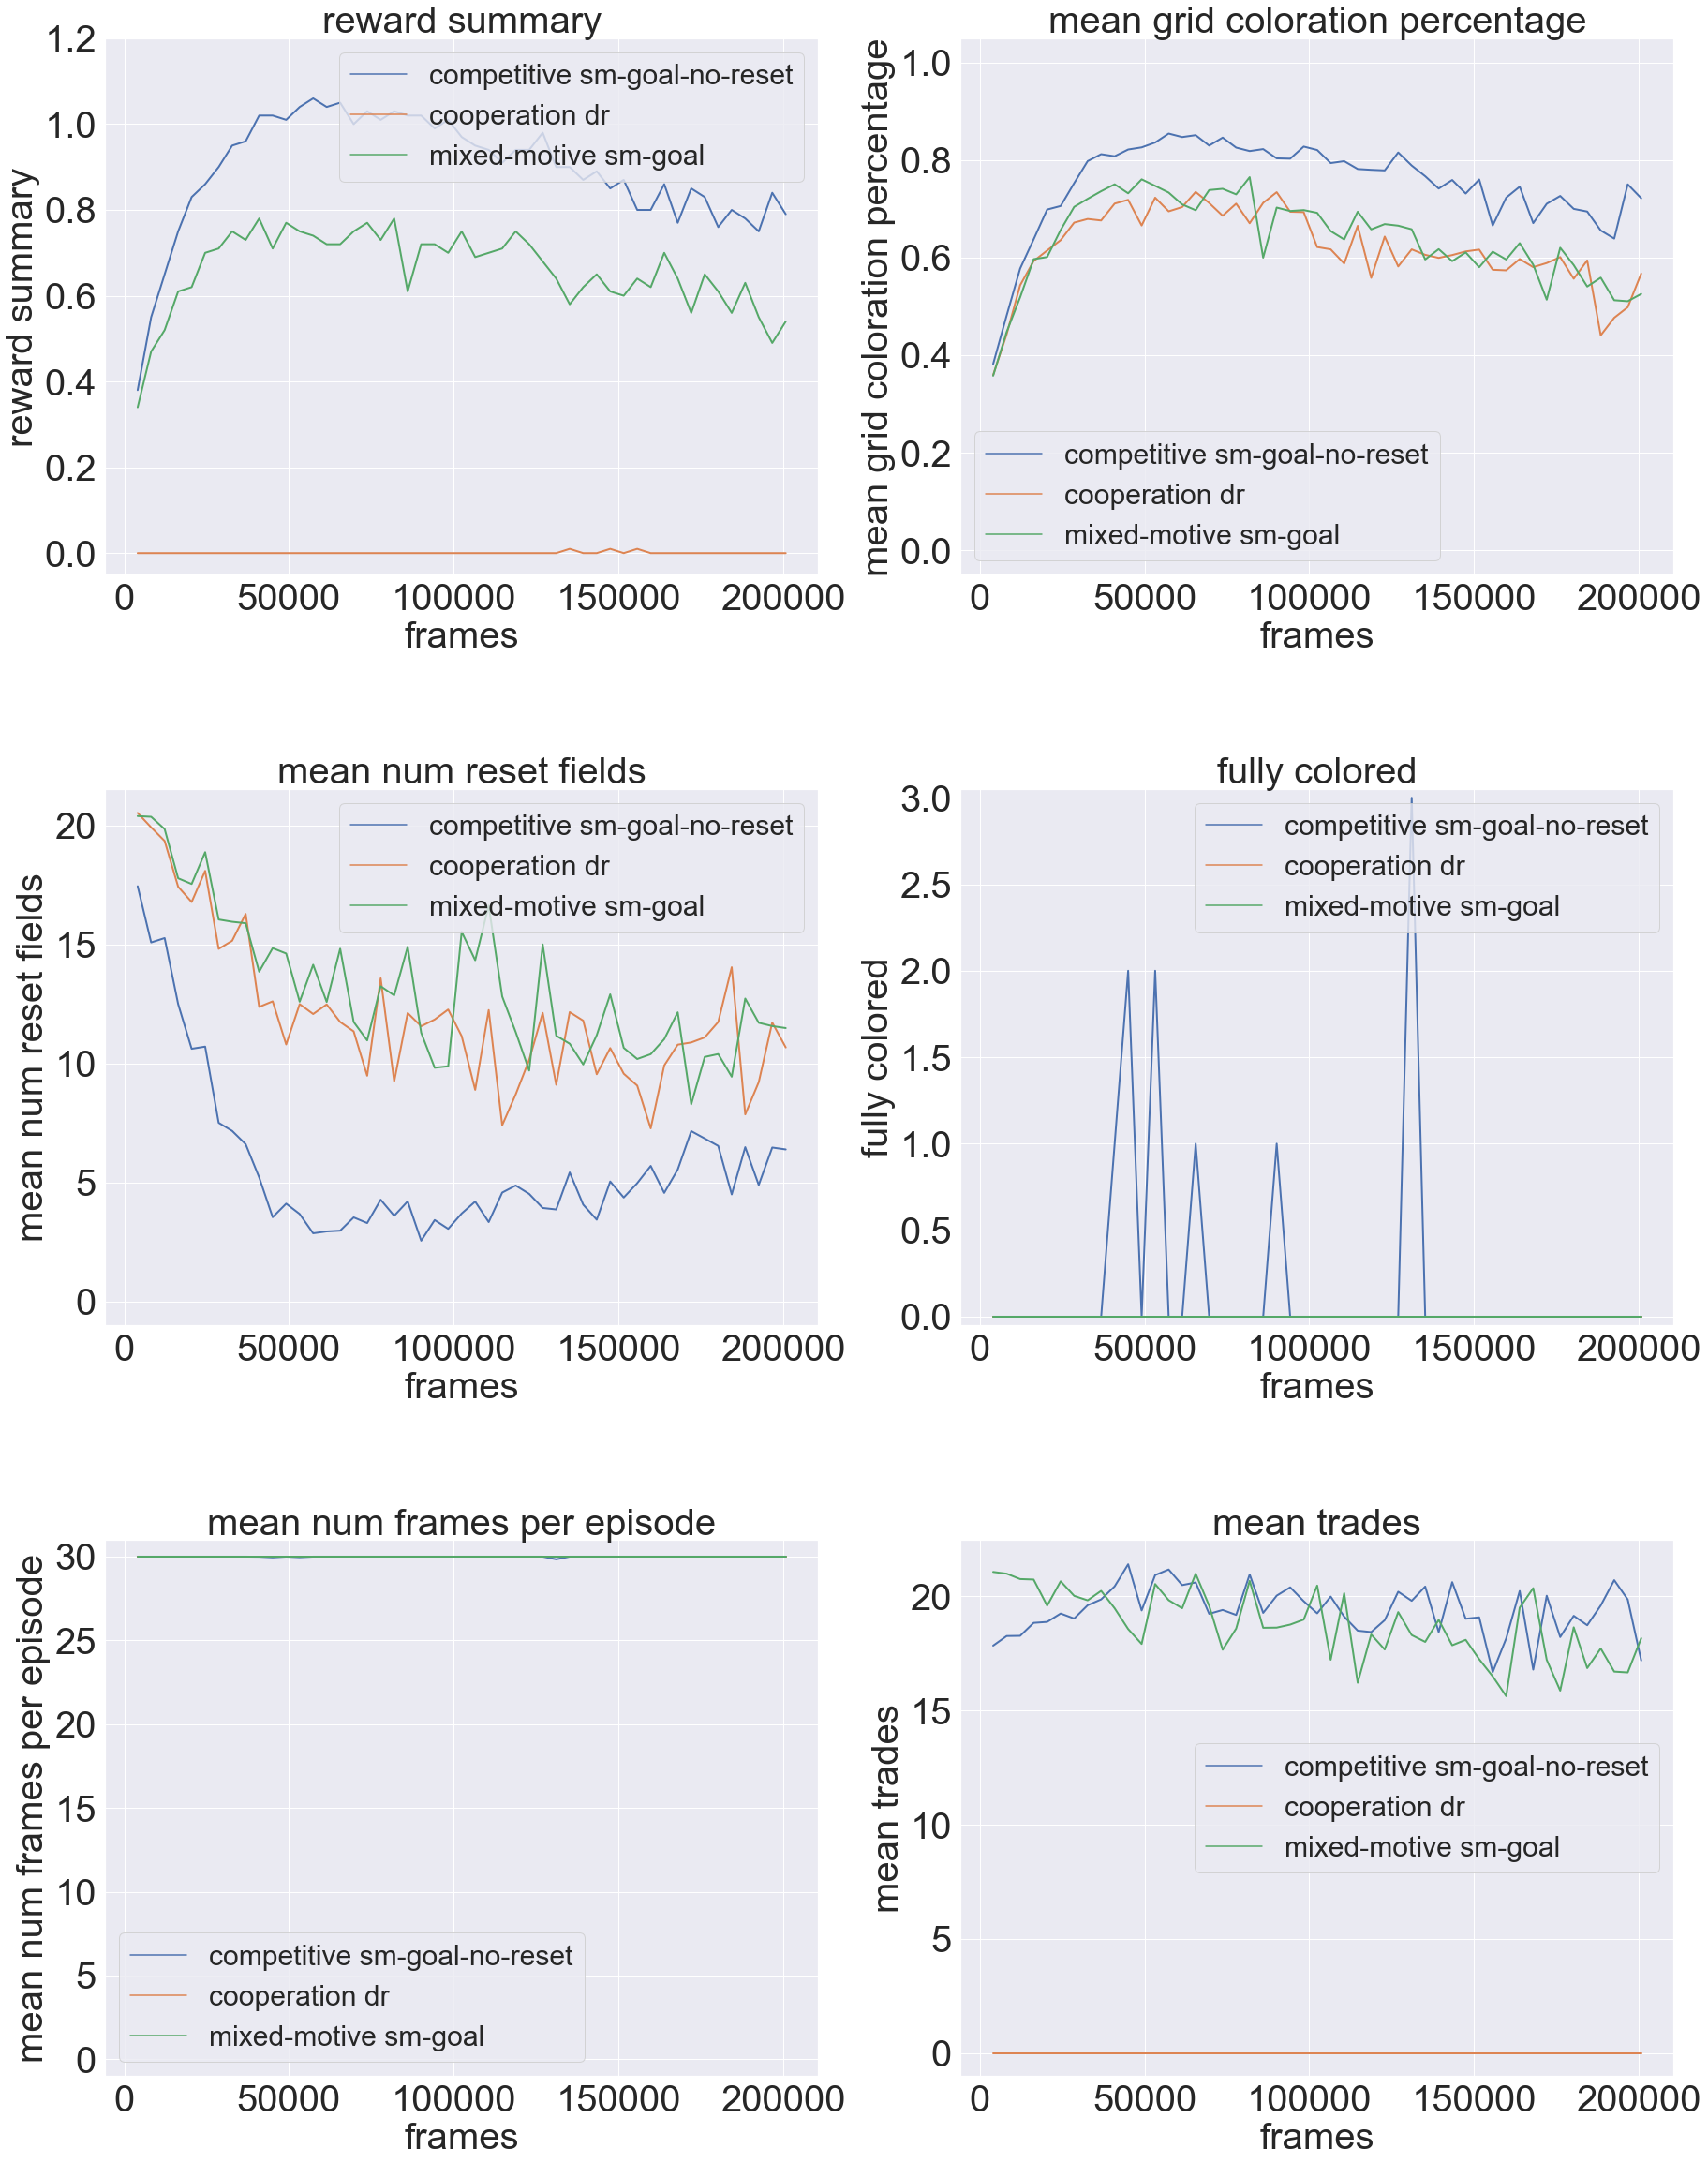 reward summary
reward summary
1.2
1.0
0.8
0.6
0.4
0.2
0.0
competitive sm-goal-no-reset
cooperation dr
mixed-motive sm-goal
0 50000 100000 150000 200000
frames
mean grid coloration percentage
mean grid coloration percentage
1.0
0.8
0.6
0.4
0.2
0.0
competitive sm-goal-no-reset
cooperation dr
mixed-motive sm-goal
0 50000 100000 150000 200000
frames
mean num reset fields
mean num reset fields
20
15
10
5
0
competitive sm-goal-no-reset
cooperation dr
mixed-motive sm-goal
0 50000 100000 150000 200000
frames
fully colored
fully colored
3.0
2.5
2.0
1.5
1.0
0.5
0.0
competitive sm-goal-no-reset
cooperation dr
mixed-motive sm-goal
0 50000 100000 150000 200000
frames
mean num frames per episode
mean num frames per episode
30
25
20
15
10
5
0
competitive sm-goal-no-reset
cooperation dr
mixed-motive sm-goal
0 50000 100000 150000 200000
frames
mean trades
mean trades
20
15
10
5
0
competitive sm-goal-no-reset
cooperation dr
mixed-motive sm-goal
0 50000 100000 150000 200000
frames